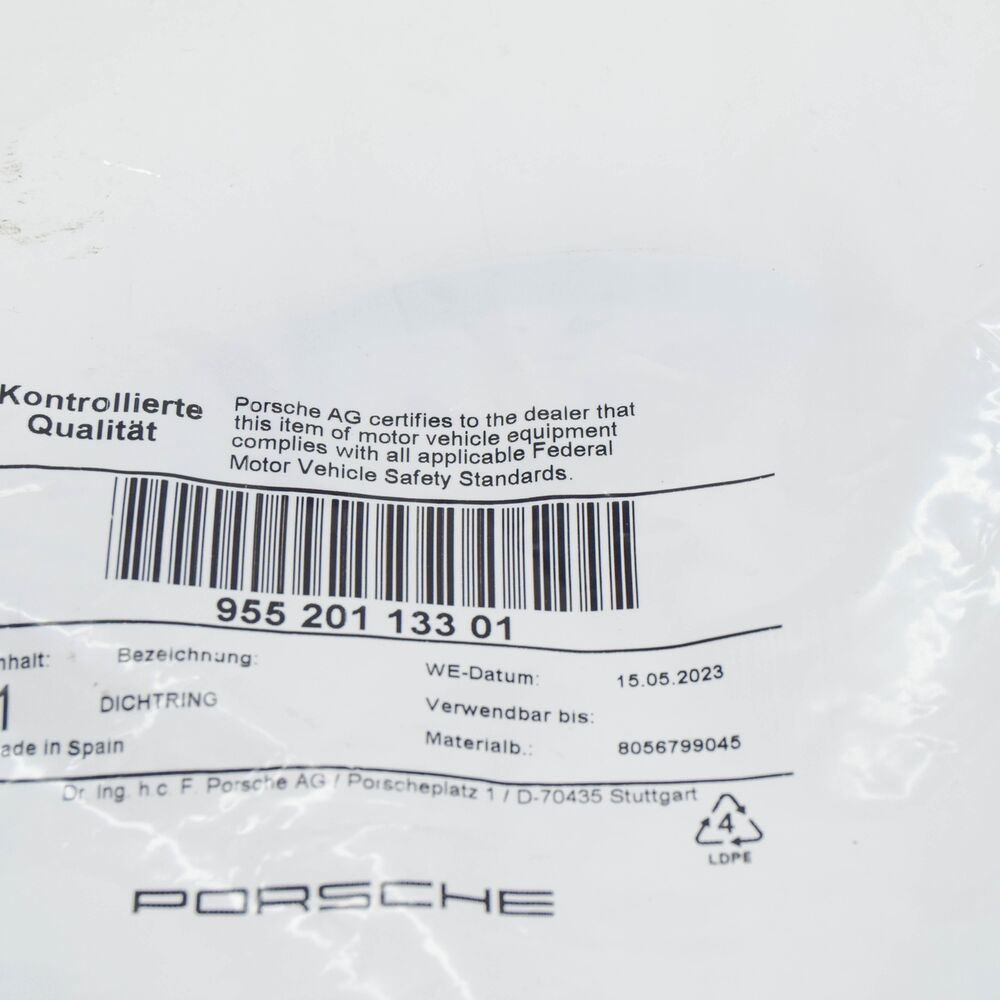 Kontrollierte
Qualität
Porsche AG certifies to the dealer that
this item of motor vehicle equipment
complies with all applicable Federal
Motor Vehicle Safety Standards.
955 201 133 01
nhalt:
Bezeichnung:
WE-Datum:
15.05.2023
1
DICHTRING
Verwendbar bis:
ade in Spain
Materialb.:
8056799045
Dr. Ing. h.c. F. Porsche AG / Porscheplatz 1 / D-70435 Stuttgart
4
LDPE
PORSCHE